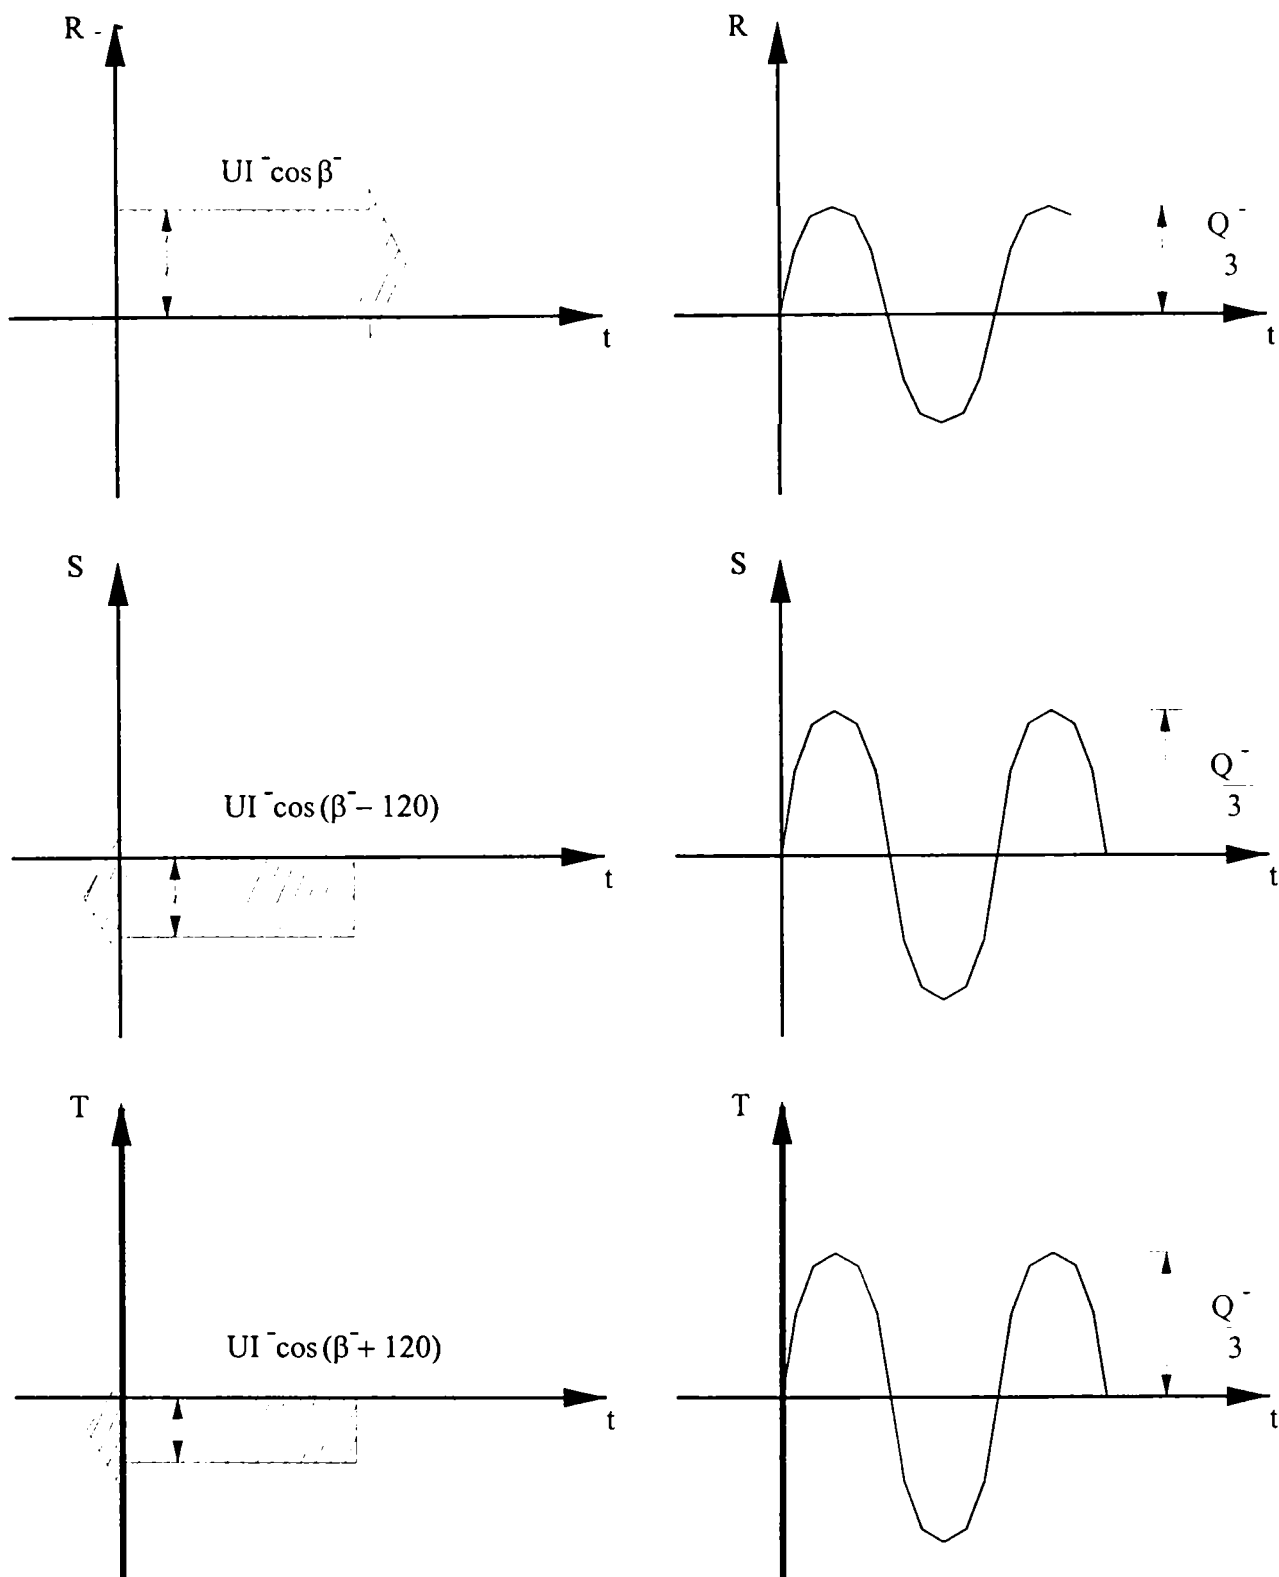 R
UI⁻cos β⁻
t
R
Q⁻
3
t
S
UI⁻cos (β⁻– 120)
t
S
Q⁻
3
t
T
UI⁻cos (β⁻+ 120)
t
T
Q⁻
3
t